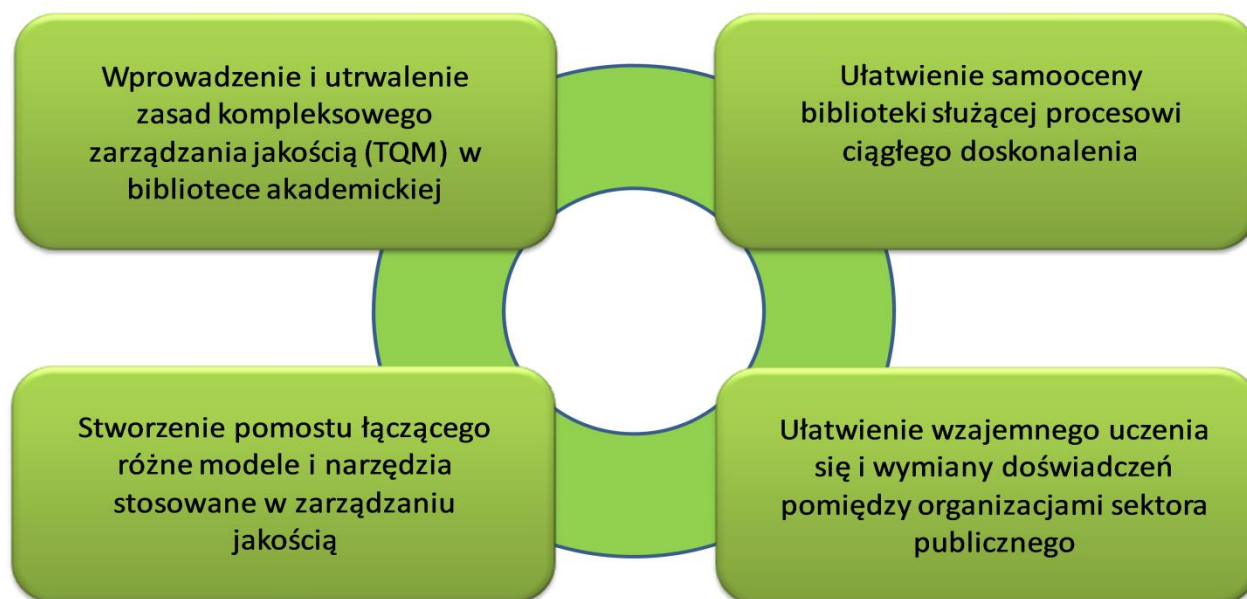 Wprowadzenie i utrwalenie
zasad kompleksowego
zarządzania jakością (TQM) w
bibliotece akademickiej
Ułatwienie samooceny
biblioteki służącej procesowi
ciągłego doskonalenia
Stworzenie pomostu łączącego
różne modele i narzędzia
stosowane w zarządzaniu
jakością
Ułatwienie wzajemnego uczenia
się i wymiany doświadczeń
pomiędzy organizacjami sektora
publicznego